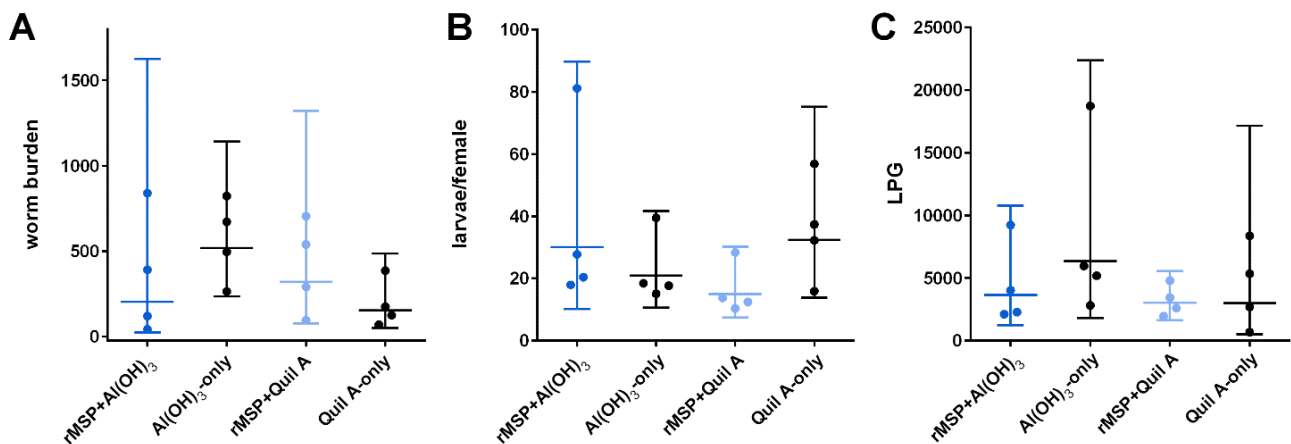 A
worm burden
1500
1000
500
0
rMSP+Al(OH)₃
Al(OH)₃-only
rMSP+Quil A
Quil A-only
B
larvae/female
100
80
60
40
20
0
rMSP+Al(OH)₃
Al(OH)₃-only
rMSP+Quil A
Quil A-only
C
LPG
25000
20000
15000
10000
5000
0
rMSP+Al(OH)₃
Al(OH)₃-only
rMSP+Quil A
Quil A-only